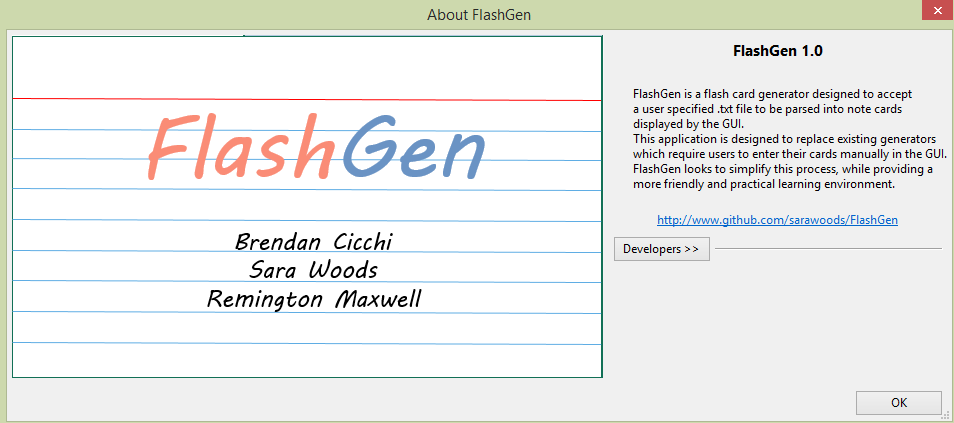 About FlashGen
FlashGen
Brendan Cicchi
Sara Woods
Remington Maxwell
FlashGen 1.0
FlashGen is a flash card generator designed to accept
a user specified .txt file to be parsed into note cards
displayed by the GUI.
This application is designed to replace existing generators
which require users to enter their cards manually in the GUI.
FlashGen looks to simplify this process, while providing a
more friendly and practical learning environment.
http://www.github.com/sarawoods/FlashGen
Developers >>
OK